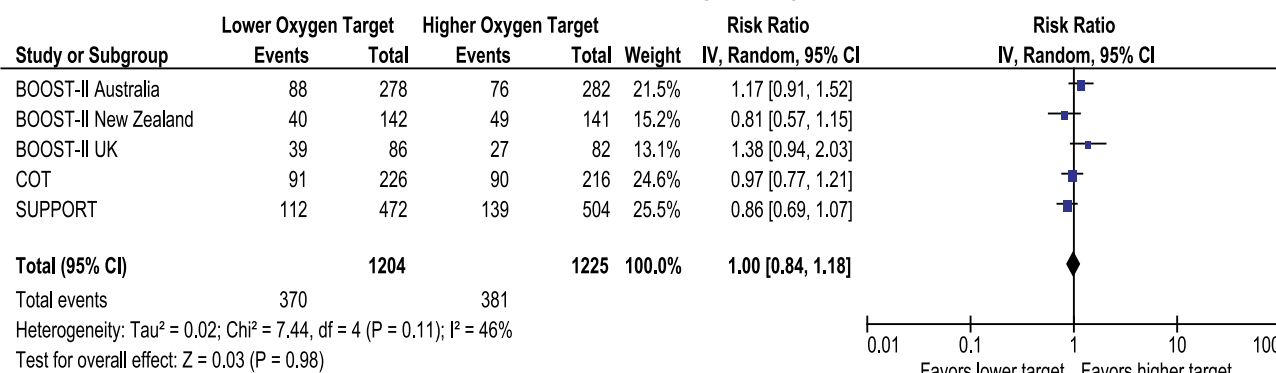 Lower Oxygen Target Higher Oxygen Target Risk Ratio Risk Ratio
Study or Subgroup Events Total Events Total Weight IV, Random, 95% CI IV, Random, 95% CI
BOOST-II Australia 88 278 76 282 21.5% 1.17 [0.91, 1.52]
BOOST-II New Zealand 40 142 49 141 15.2% 0.81 [0.57, 1.15]
BOOST-II UK 39 86 27 82 13.1% 1.38 [0.94, 2.03]
COT 91 226 90 216 24.6% 0.97 [0.77, 1.21]
SUPPORT 112 472 139 504 25.5% 0.86 [0.69, 1.07]
Total (95% CI) 1204 1225 100.0% 1.00 [0.84, 1.18]
Total events 370 381
Heterogeneity: Tau² = 0.02; Chi² = 7.44, df = 4 (P = 0.11); I² = 46%
Test for overall effect: Z = 0.03 (P = 0.98)
0.01 0.1 1 10 100
Favors lower target Favors higher target